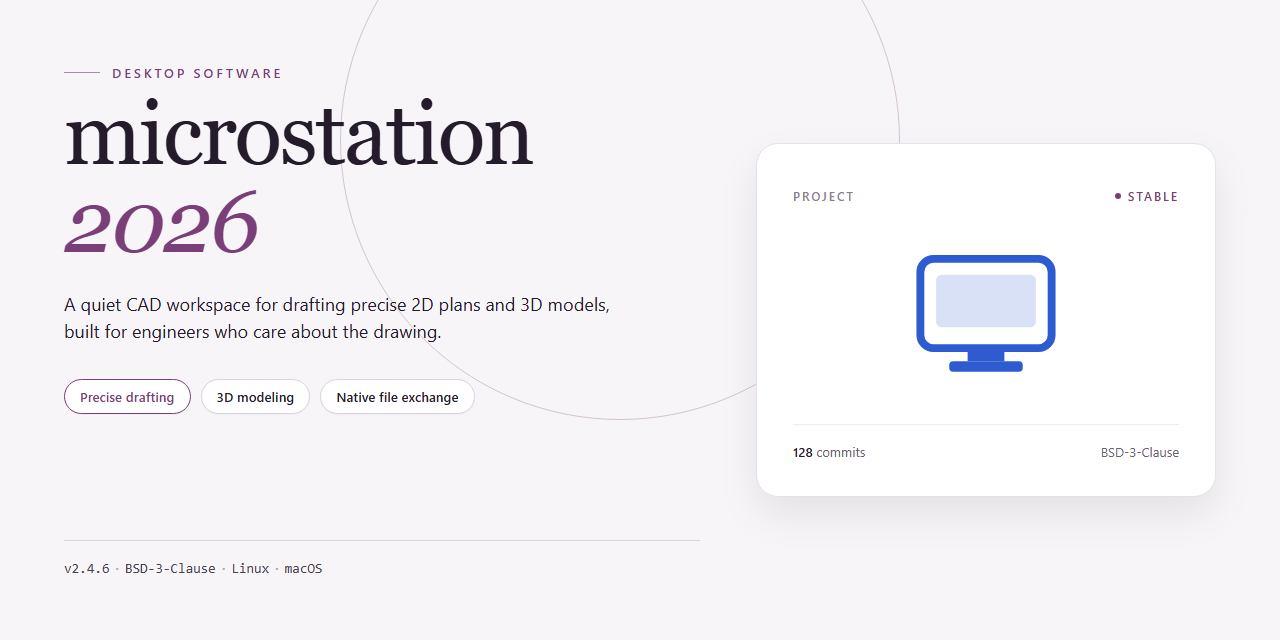 DESKTOP SOFTWARE
microstation
2026
A quiet CAD workspace for drafting precise 2D plans and 3D models,
built for engineers who care about the drawing.
Precise drafting
3D modeling
Native file exchange
v2.4.6 · BSD-3-Clause · Linux · macOS
PROJECT
STABLE
128 commits
BSD-3-Clause